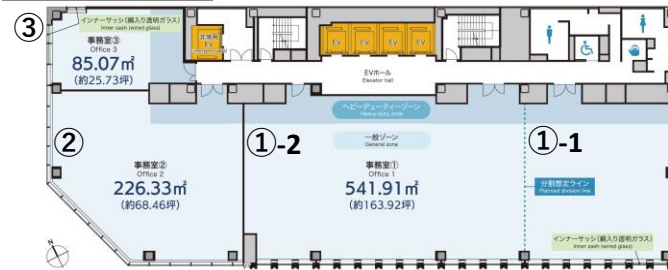 ③
インナーサッシ(網入り透明ガラス)
Inner sash (wired glass)
事務室③
Office 3
85.07㎡
(約25.73坪)
非常用
EV
EV
EV
EV
EV
EVホール
Elevator hall
ヘビーデューティーゾーン
Heavy-duty zone
②
①-2
①-1
一般ゾーン
General zone
事務室②
Office 2
226.33㎡
(約68.46坪)
事務室①
Office 1
541.91㎡
(約163.92坪)
分割想定ライン
Planned division line
インナーサッシ(網入り透明ガラス)
Inner sash (wired glass)
N